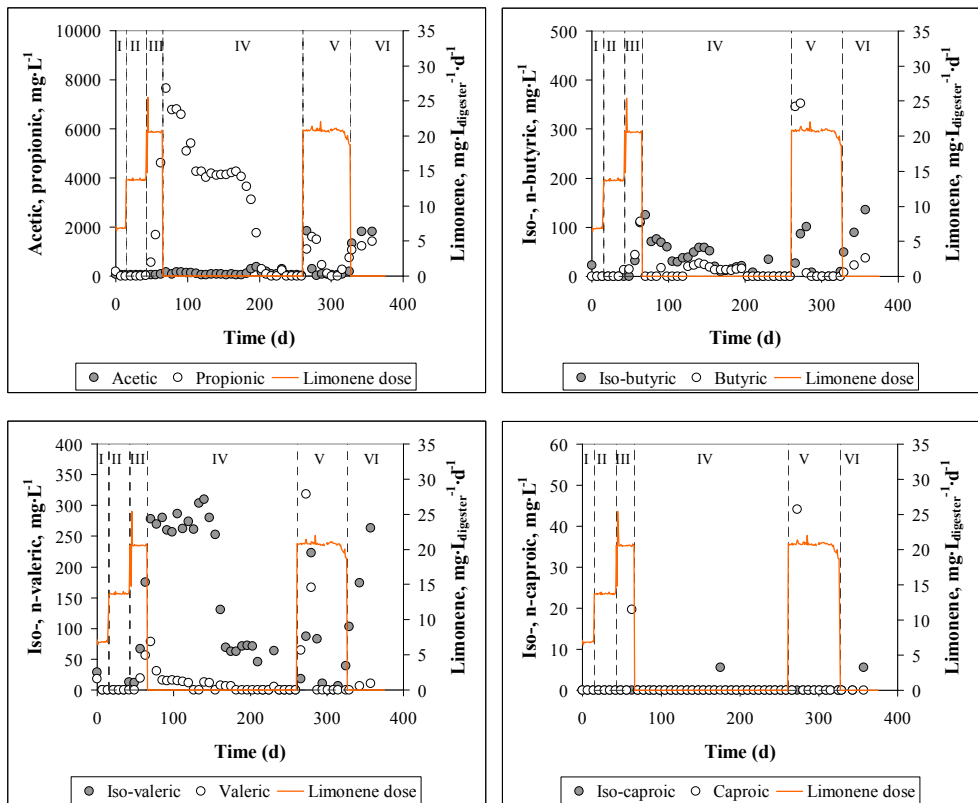 I II III IV V VI
10000 8000 6000 4000 2000 0
35 30 25 20 15 10 5 0
0 100 200 300 400
Acetic, propionic, mg·L-1
Limonene, mg·Ldigester-1·d-1
Time (d)
Acetic Propionic Limonene dose
I II III IV V VI
500 400 300 200 100 0
35 30 25 20 15 10 5 0
0 100 200 300 400
Iso-, n-butyric, mg·L-1
Limonene, mg·Ldigester-1·d-1
Time (d)
Iso-butyric Butyric Limonene dose
I II III IV V VI
400 350 300 250 200 150 100 50 0
35 30 25 20 15 10 5 0
0 100 200 300 400
Iso-, n-valeric, mg·L-1
Limonene, mg·Ldigester-1·d-1
Time (d)
Iso-valeric Valeric Limonene dose
I II III IV V VI
60 50 40 30 20 10 0
35 30 25 20 15 10 5 0
0 100 200 300 400
Iso-, n-caproic, mg·L-1
Limonene, mg·Ldigester-1·d-1
Time (d)
Iso-caproic Caproic Limonene dose